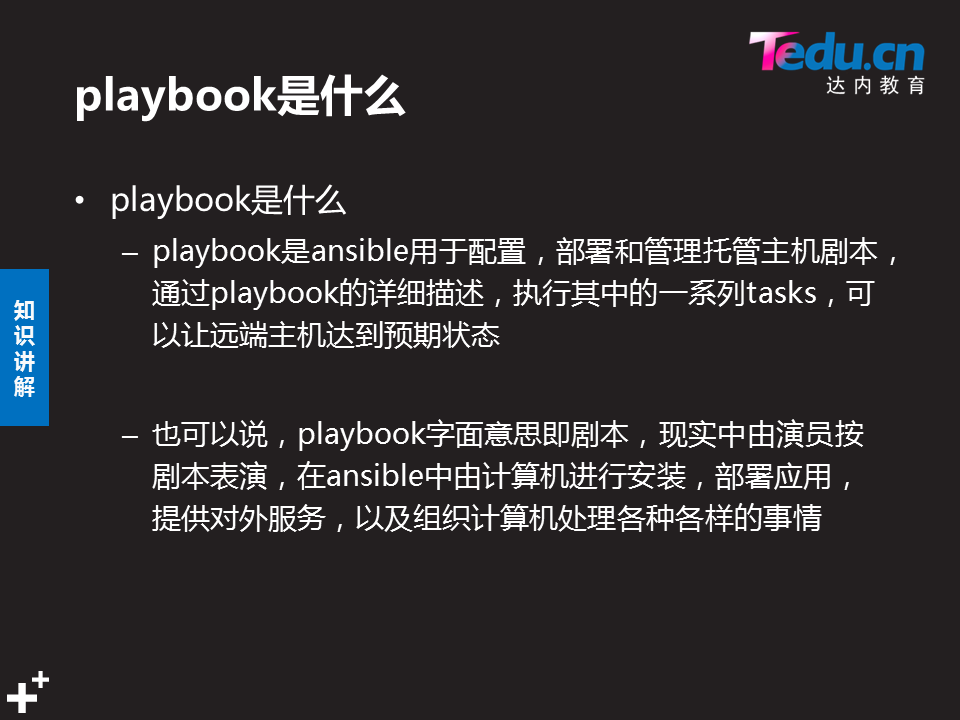 Tedu.cn
达内教育
playbook是什么
• playbook是什么
– playbook是ansible用于配置，部署和管理托管主机剧本，
通过playbook的详细描述，执行其中的一系列tasks，可
以让远端主机达到预期状态
知
识
讲
解
– 也可以说，playbook字面意思即剧本，现实中由演员按
剧本表演，在ansible中由计算机进行安装，部署应用，
提供对外服务，以及组织计算机处理各种各样的事情